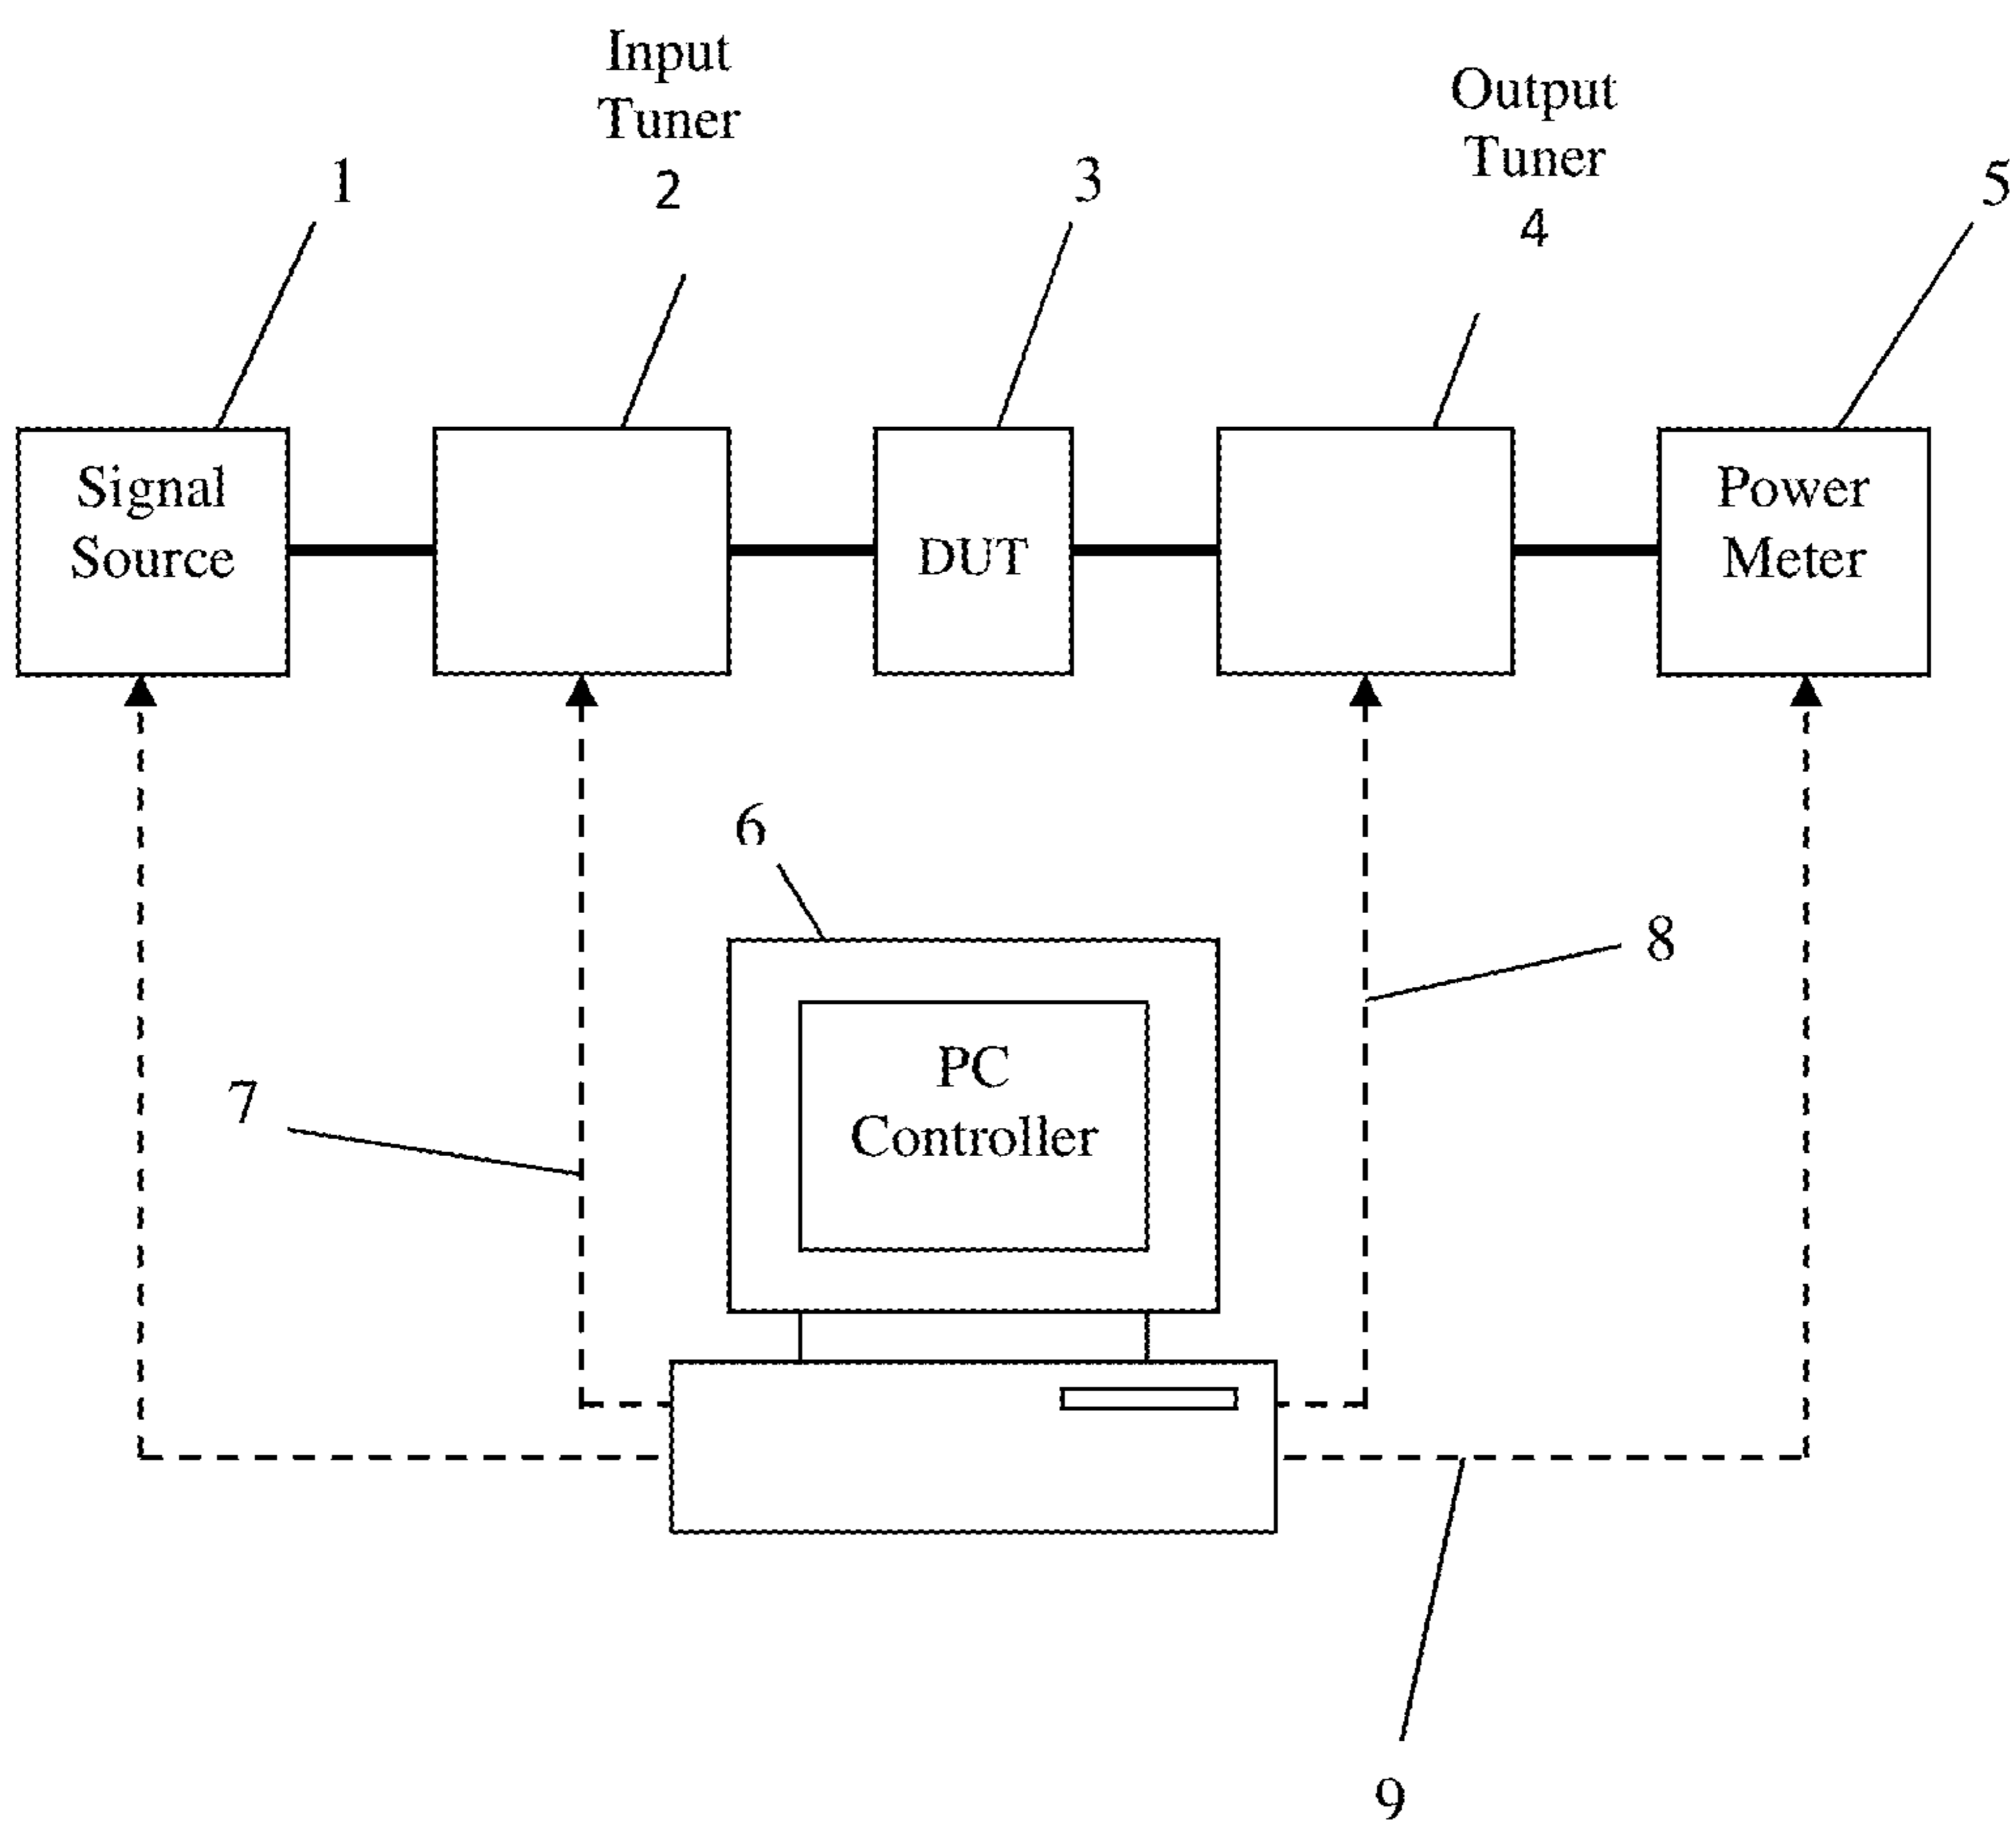 Input
Tuner
2
Output
Tuner
4
1
3
5
Signal
Source
DUT
Power
Meter
6
8
PC
Controller
7
9